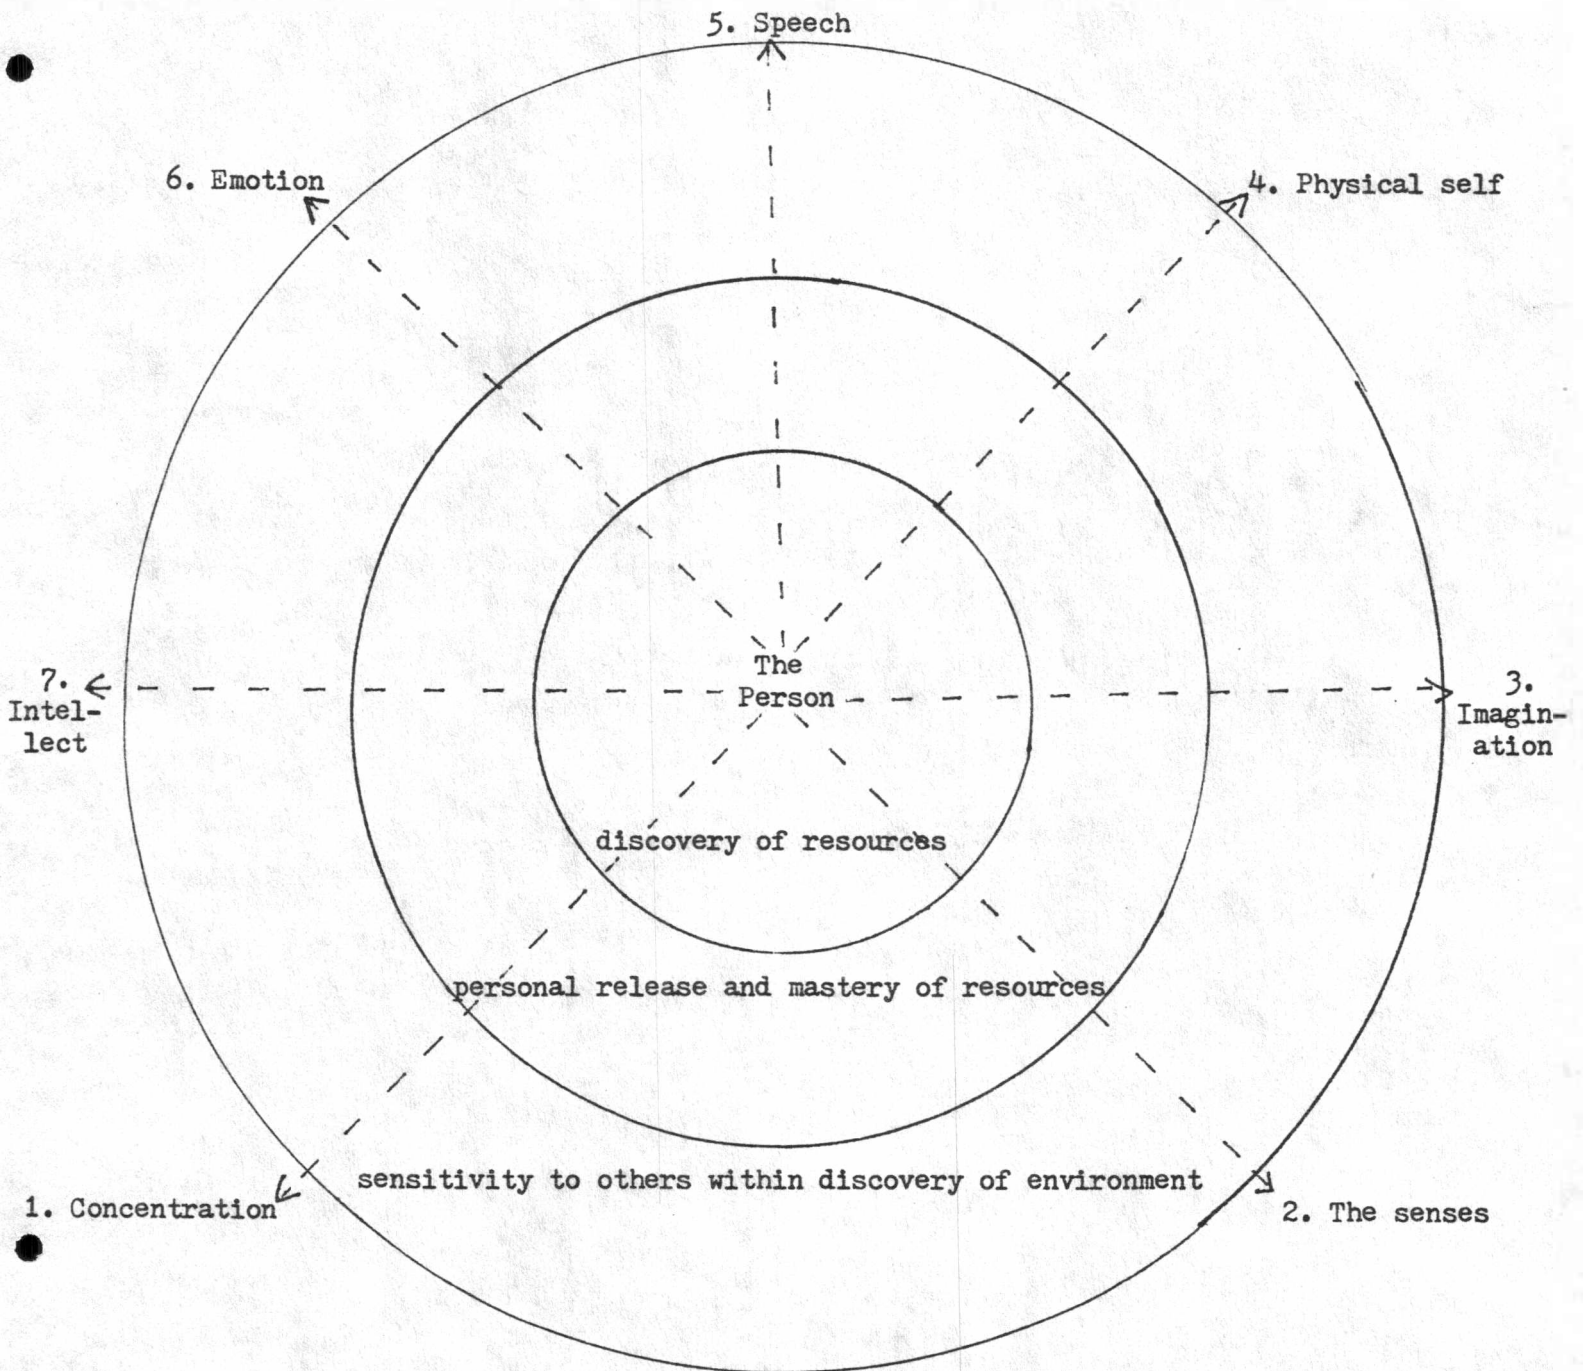 5. Speech
6. Emotion
4. Physical self
The
Person
7.
Intel-
lect
3.
Imagin-
ation
discovery of resources
personal release and mastery of resources
sensitivity to others within discovery of environment
1. Concentration
2. The senses